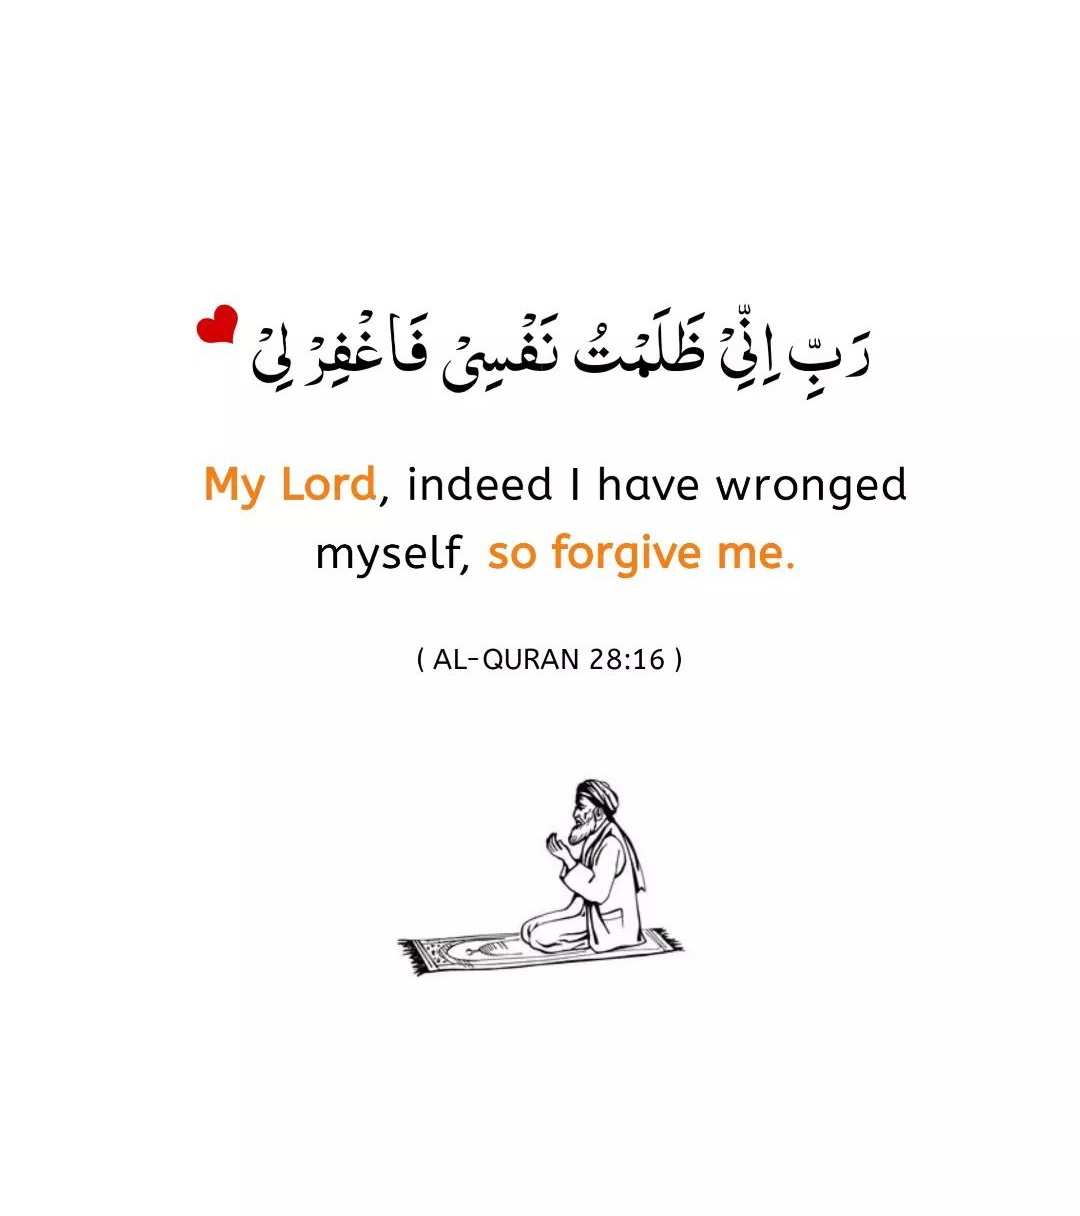 رَبِّ اِنِّیْ ظَلَمْتُ نَفْسِیْ فَاغْفِرْ لِیْ
My Lord, indeed I have wronged
myself, so forgive me.
( AL-QURAN 28:16 )